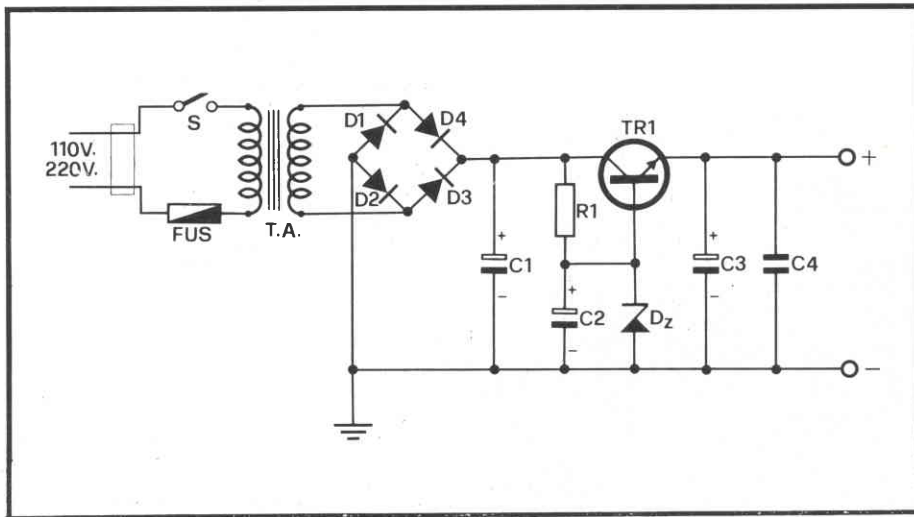 S
110V.
220V.
FUS
T.A.
D1
D4
D2
D3
+
C1
–
R1
+
C2
–
TR1
Dz
+
C3
–
C4
+
–